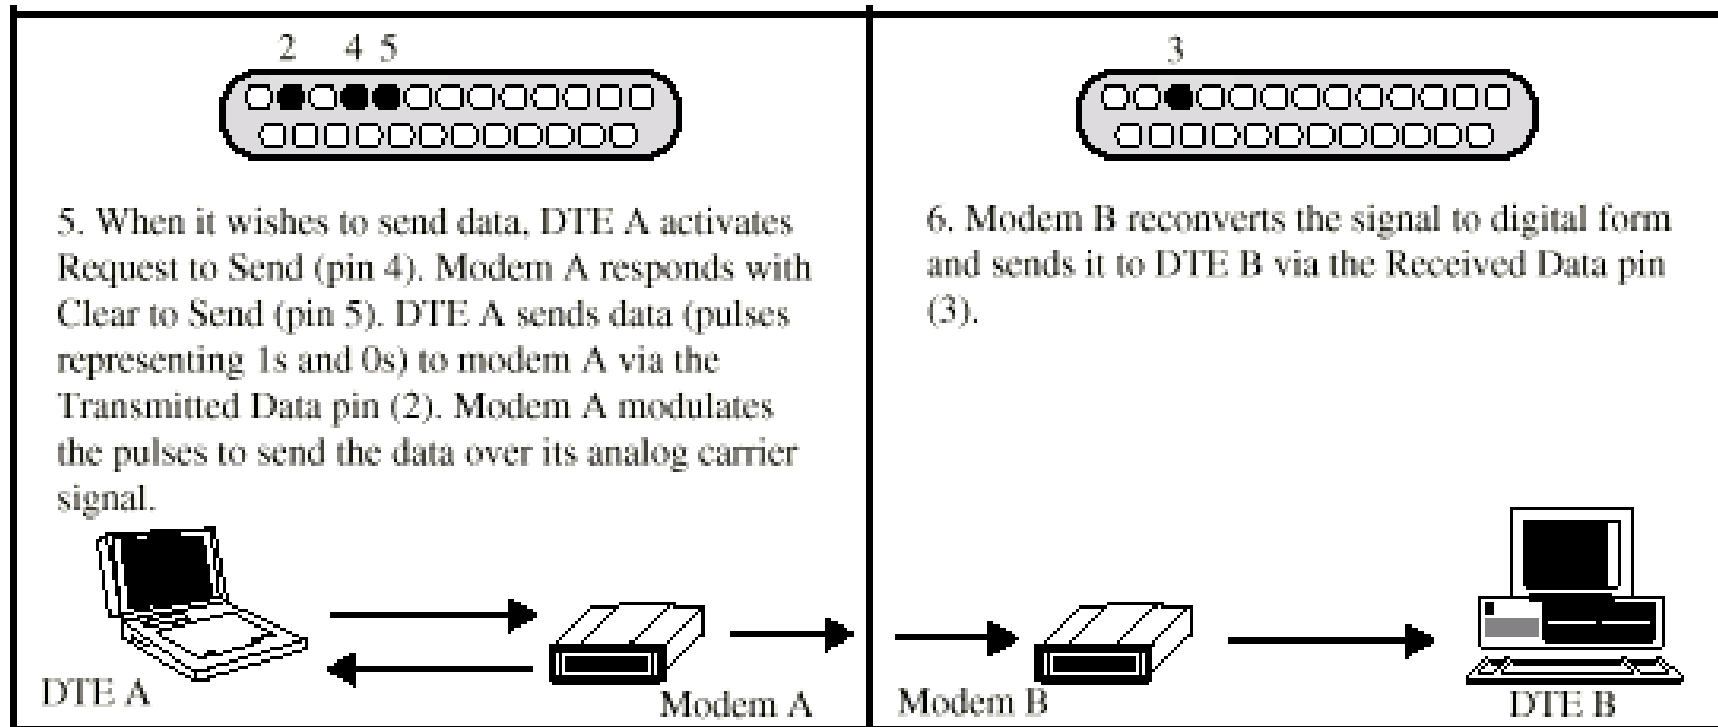 2 4 5
5. When it wishes to send data, DTE A activates
Request to Send (pin 4). Modem A responds with
Clear to Send (pin 5). DTE A sends data (pulses
representing 1s and 0s) to modem A via the
Transmitted Data pin (2). Modem A modulates
the pulses to send the data over its analog carrier
signal.
DTE A
Modem A
3
6. Modem B reconverts the signal to digital form
and sends it to DTE B via the Received Data pin
(3).
Modem B
DTE B